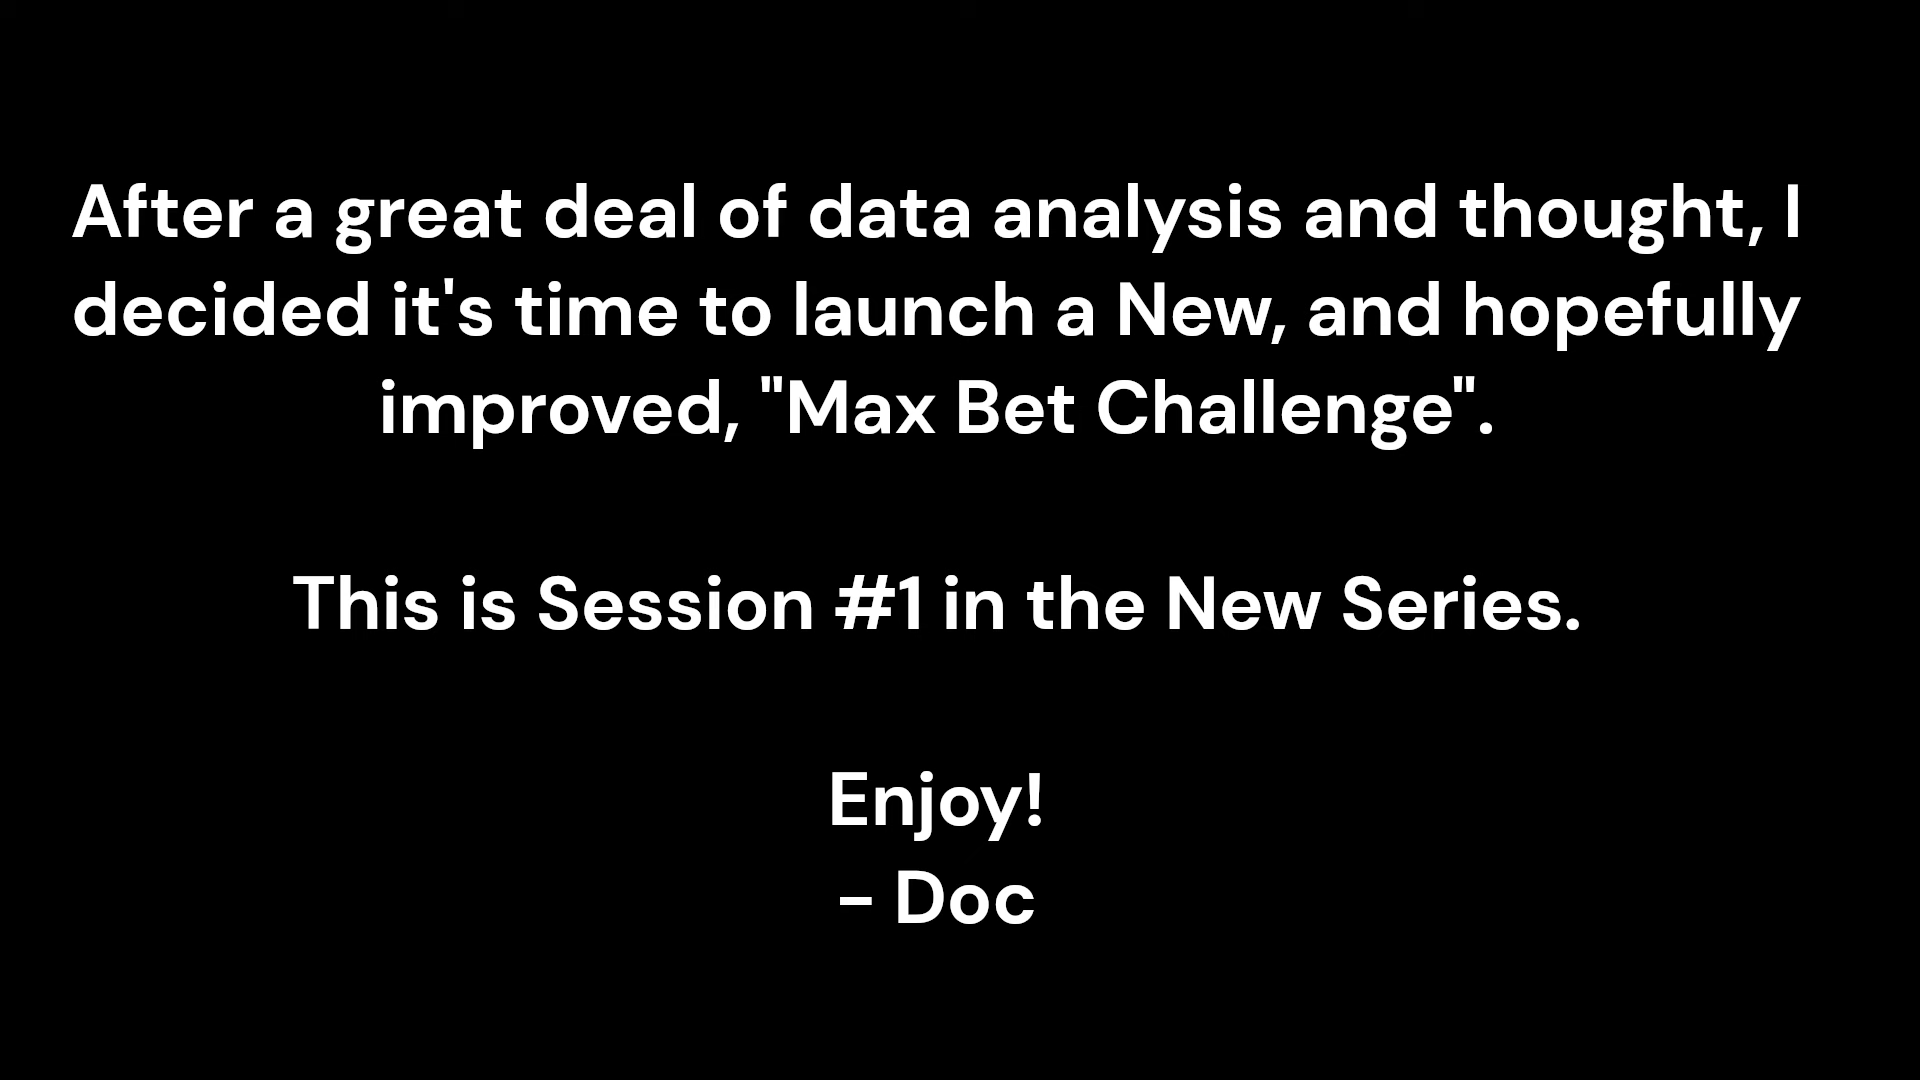 After a great deal of data analysis and thought, I
decided it's time to launch a New, and hopefully
improved, "Max Bet Challenge".
This is Session #1 in the New Series.
Enjoy!
- Doc